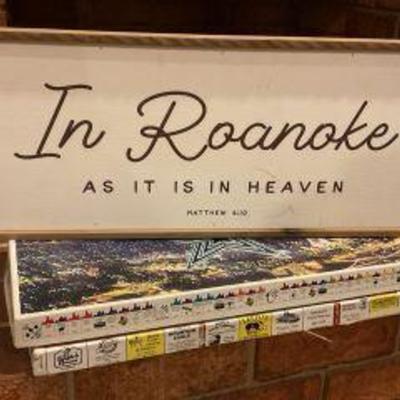 In Roanoke
AS IT IS IN HEAVEN
MATTHEW 6:10